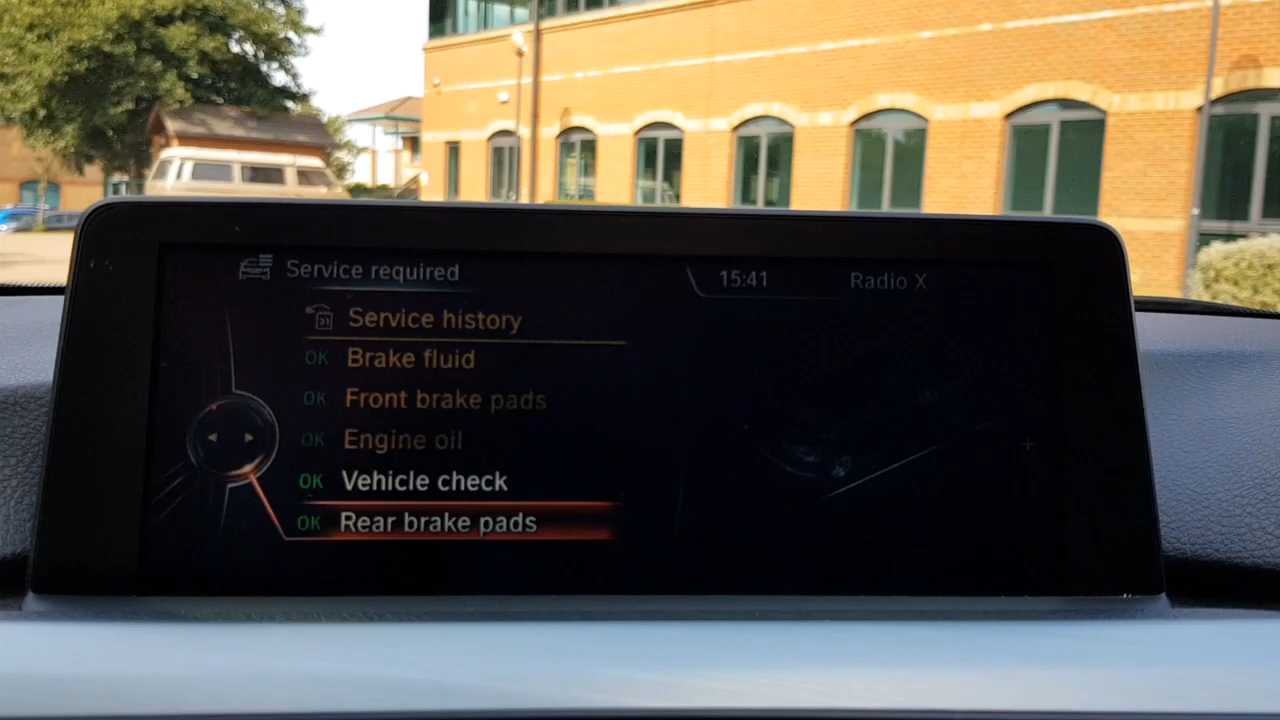 Service required
15:41 Radio X
Service history
OK Brake fluid
OK Front brake pads
OK Engine oil
OK Vehicle check
OK Rear brake pads